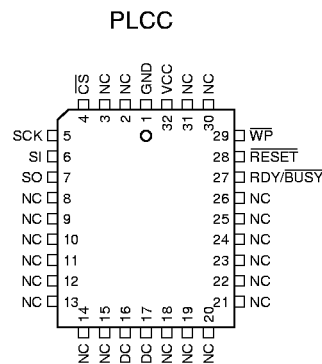 PLCC
CS NC NC GND VCC NC NC
4 3 2 1 32 31 30
SCK 5 29 WP
SI 6 28 RESET
SO 7 27 RDY/BUSY
NC 8 26 NC
NC 9 25 NC
NC 10 24 NC
NC 11 23 NC
NC 12 22 NC
NC 13 21 NC
14 15 16 17 18 19 20
NC NC DC DC NC NC NC